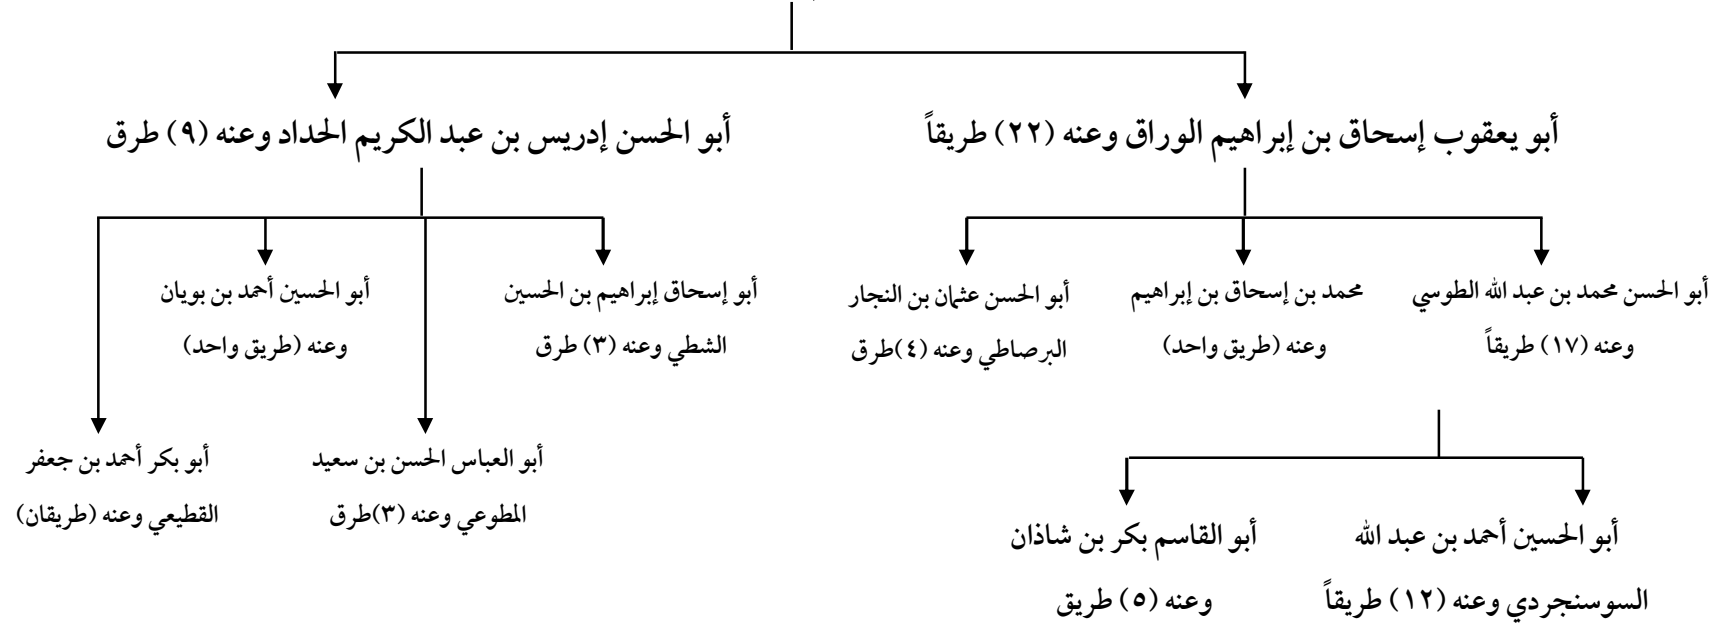 أبو يعقوب إسحاق بن إبراهيم الوراق وعنه (٢٢) طريقاً
أبو الحسن إدريس بن عبد الكريم الحداد وعنه (٩) طرق
أبو الحسن محمد بن عبد الله الطوسي
وعنه (١٧) طريقاً
محمد بن إسحاق بن إبراهيم
وعنه (طريق واحد)
أبو الحسن عثمان بن النجار
البرصاطي وعنه (٤)طرق
أبو إسحاق إبراهيم بن الحسين
الشطي وعنه (٣) طرق
أبو الحسين أحمد بن بويان
وعنه (طريق واحد)
أبو العباس الحسن بن سعيد
المطوعي وعنه (٣)طرق
أبو بكر أحمد بن جعفر
القطيعي وعنه (طريقان)
أبو الحسين أحمد بن عبد الله
السوسنجردي وعنه (١٢) طريقاً
أبو القاسم بكر بن شاذان
وعنه (٥) طريق